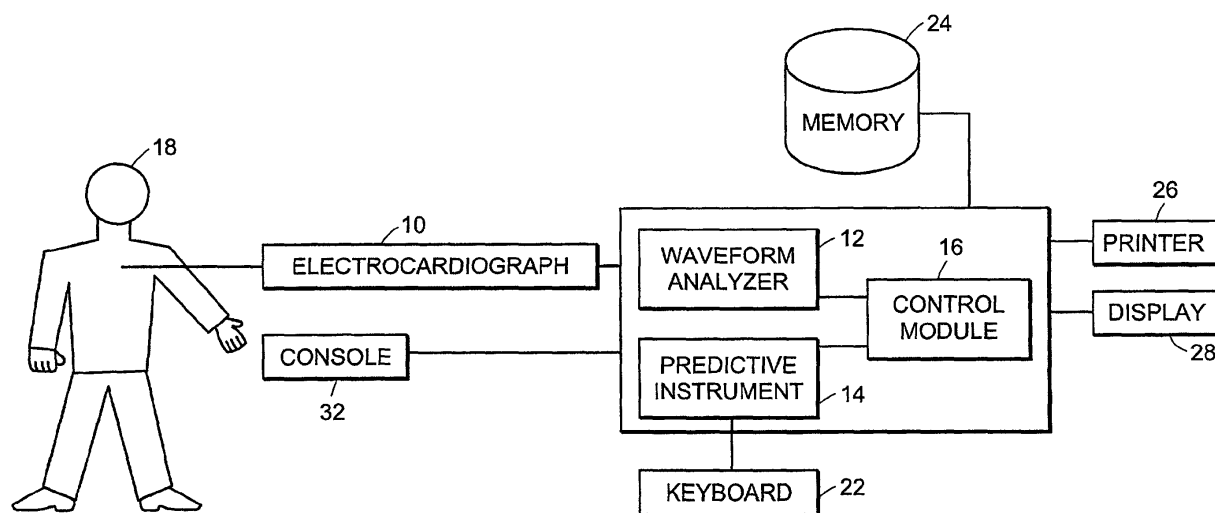 24
MEMORY
18
10
ELECTROCARDIOGRAPH
12
WAVEFORM
ANALYZER
16
CONTROL
MODULE
26
PRINTER
DISPLAY
28
CONSOLE
32
PREDICTIVE
INSTRUMENT
14
KEYBOARD
22